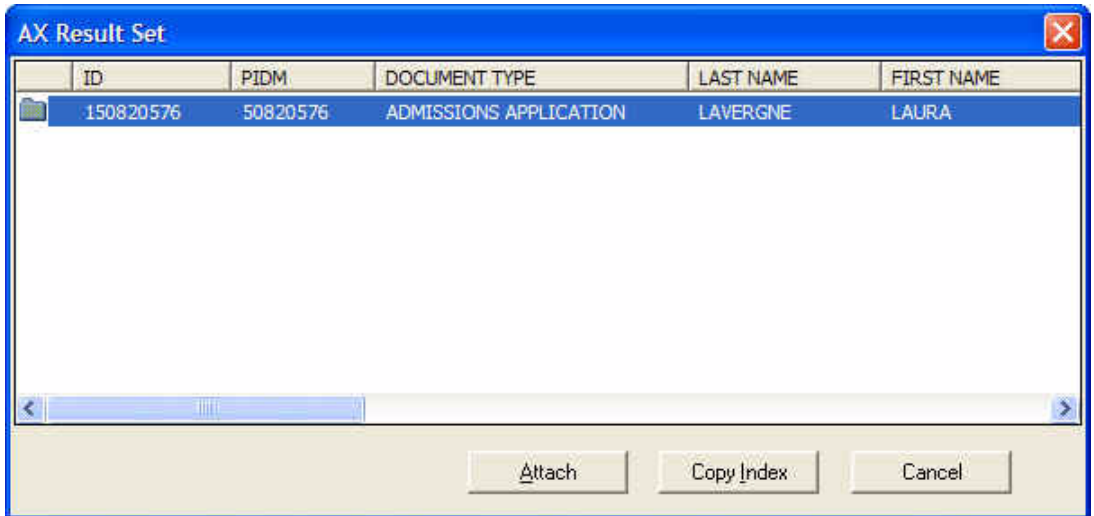 AX Result Set
ID PIDM DOCUMENT TYPE LAST NAME FIRST NAME
150820576 50820576 ADMISSIONS APPLICATION LAVERGNE LAURA
Attach Copy Index Cancel